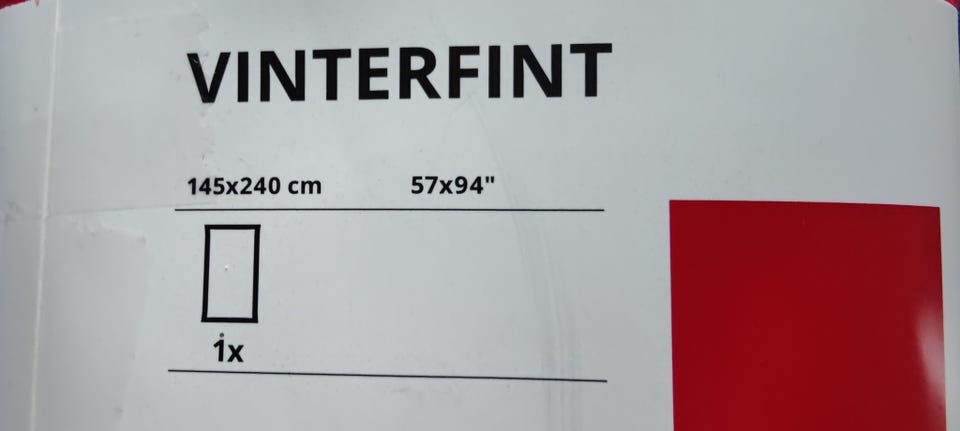 VINTERFINT
145x240 cm 57x94"
1x